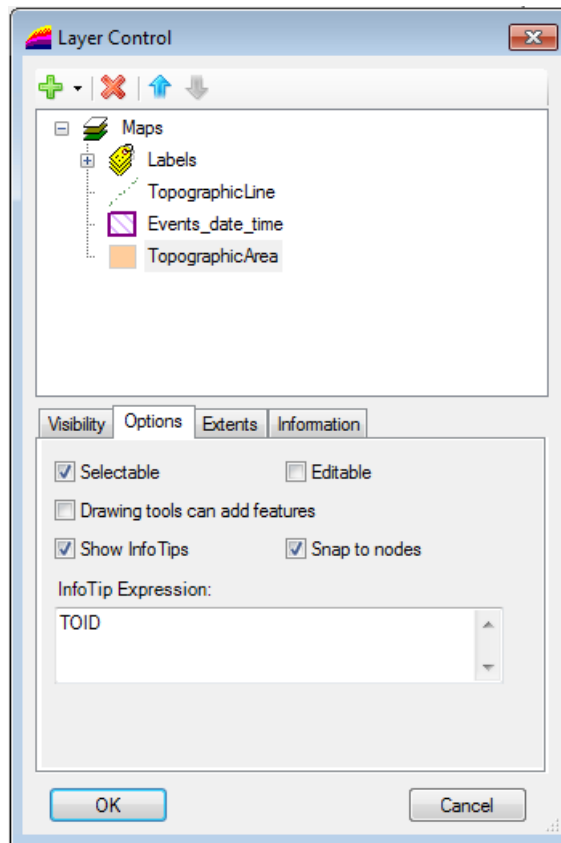 Layer Control
Maps
Labels
TopographicLine
Events_date_time
TopographicArea
Visibility Options Extents Information
Selectable Editable
Drawing tools can add features
Show InfoTips Snap to nodes
InfoTip Expression:
TOID
OK Cancel